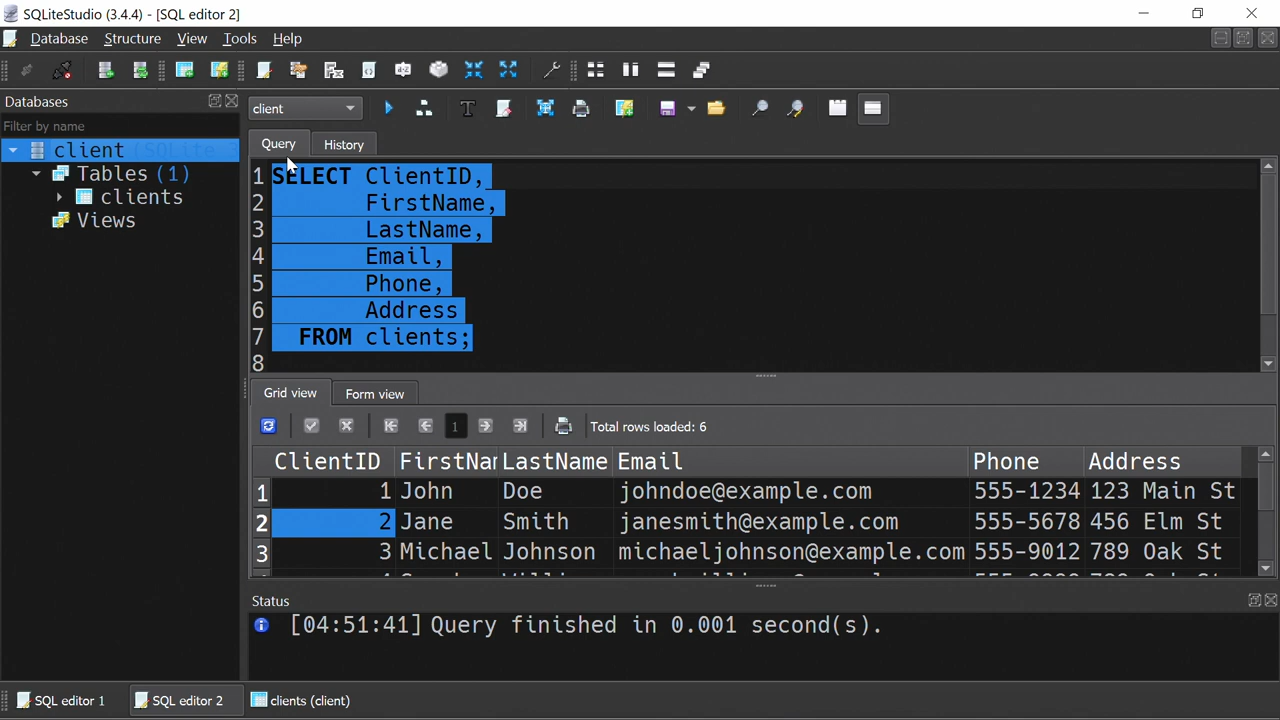 SQLiteStudio (3.4.4) - [SQL editor 2]
Database Structure View Tools Help
Databases
Filter by name
client (SQLite 3
Tables (1)
clients
Views
client
Query History
1 SELECT ClientID,
2 FirstName,
3 LastName,
4 Email,
5 Phone,
6 Address
7 FROM clients;
8
Grid view Form view
1 Total rows loaded: 6
ClientID FirstNam LastName Email Phone Address
1 1 John Doe johndoe@example.com 555-1234 123 Main St
2 2 Jane Smith janesmith@example.com 555-5678 456 Elm St
3 3 Michael Johnson michaeljohnson@example.com 555-9012 789 Oak St
Status
[04:51:41] Query finished in 0.001 second(s).
SQL editor 1 SQL editor 2 clients (client)